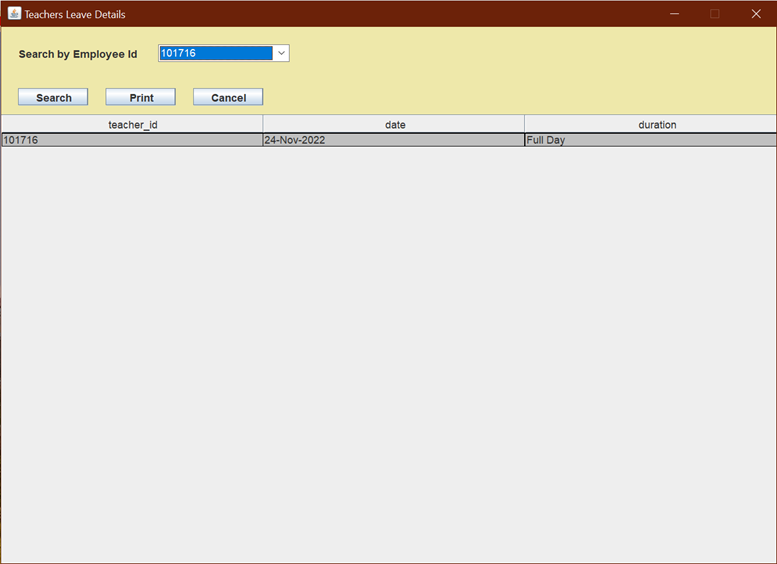 Teachers Leave Details
Search by Employee Id 101716
Search Print Cancel
teacher_id date duration
101716 24-Nov-2022 Full Day